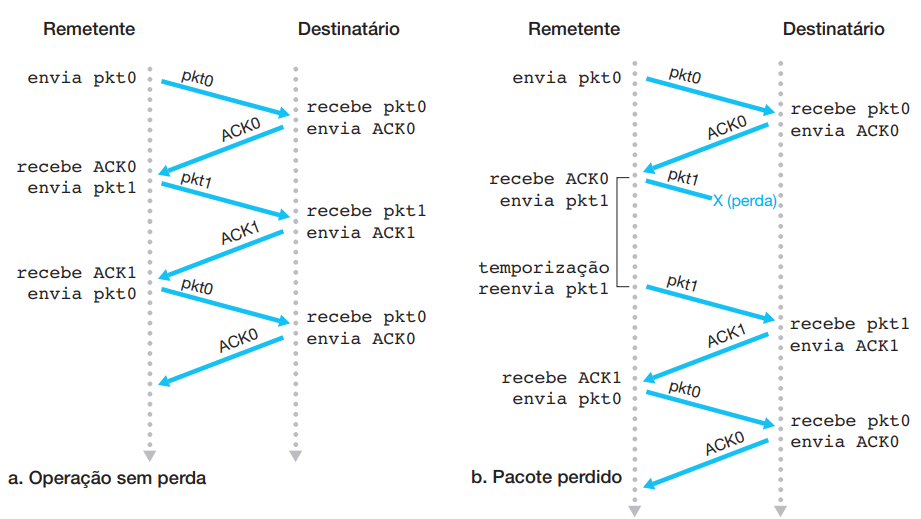 Remetente
Destinatário
envia pkt0
pkt0
recebe pkt0
envia ACK0
ACK0
recebe ACK0
envia pkt1
pkt1
recebe pkt1
envia ACK1
ACK1
recebe ACK1
envia pkt0
pkt0
recebe pkt0
envia ACK0
ACK0
a. Operação sem perda
Remetente
Destinatário
envia pkt0
pkt0
recebe pkt0
envia ACK0
ACK0
recebe ACK0
envia pkt1
pkt1
X (perda)
temporização
reenvia pkt1
pkt1
recebe pkt1
envia ACK1
ACK1
recebe ACK1
envia pkt0
pkt0
recebe pkt0
envia ACK0
ACK0
b. Pacote perdido